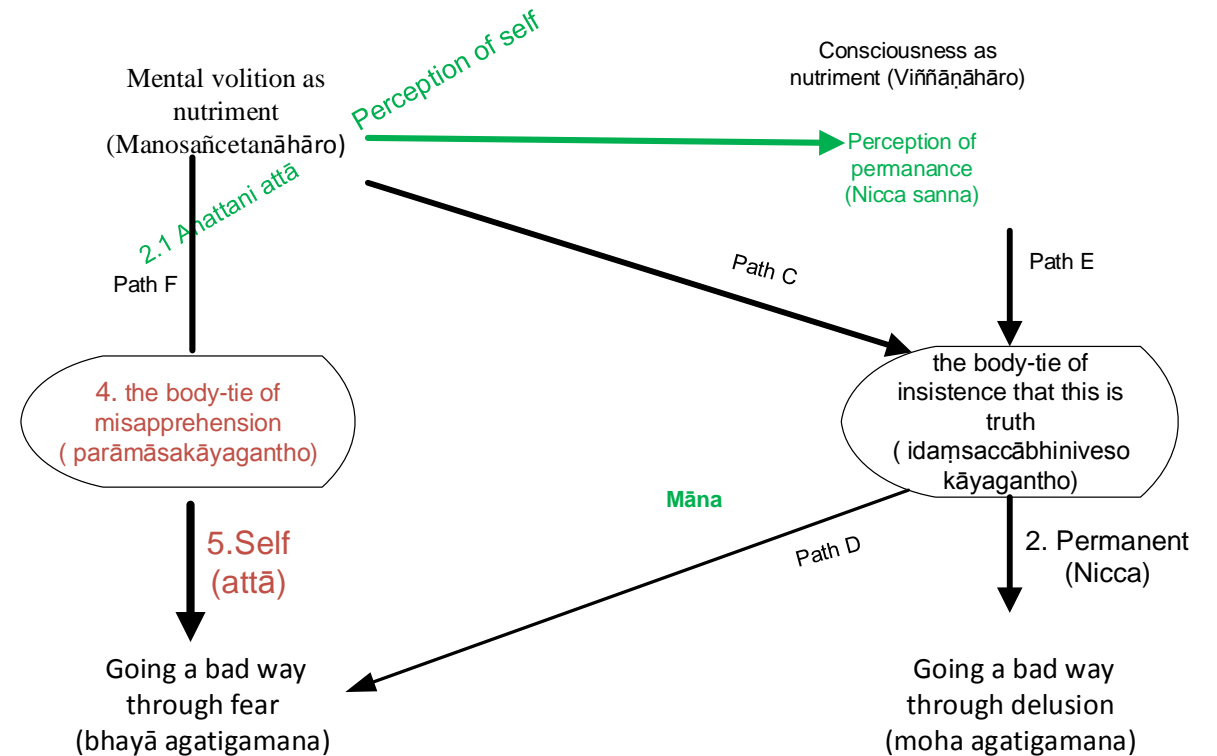 Mental volition as
nutriment
(Manosañcetanāhāro)
Perception of self
Consciousness as
nutriment (Viññāṇāhāro)
Perception of
permanance
(Nicca sanna)
2.1 Anattani attā
Path F
Path C
Path E
4. the body-tie of
misapprehension
( parāmāsakāyagantho)
the body-tie of
insistence that this is
truth
( idaṃsaccābhiniveso
kāyagantho)
Māna
Path D
5.Self
(attā)
2. Permanent
(Nicca)
Going a bad way
through fear
(bhayā agatigamana)
Going a bad way
through delusion
(moha agatigamana)